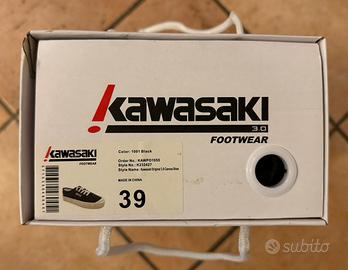 Kawasaki
3.0
FOOTWEAR
Kawasaki
FOOTWEAR
Color: 1001 Black
Order No.: KAWPO1055
Style No.: K232427
Style Name: Kawasaki Original 3.0 Canvas Shoe
MADE IN CHINA
39
subito